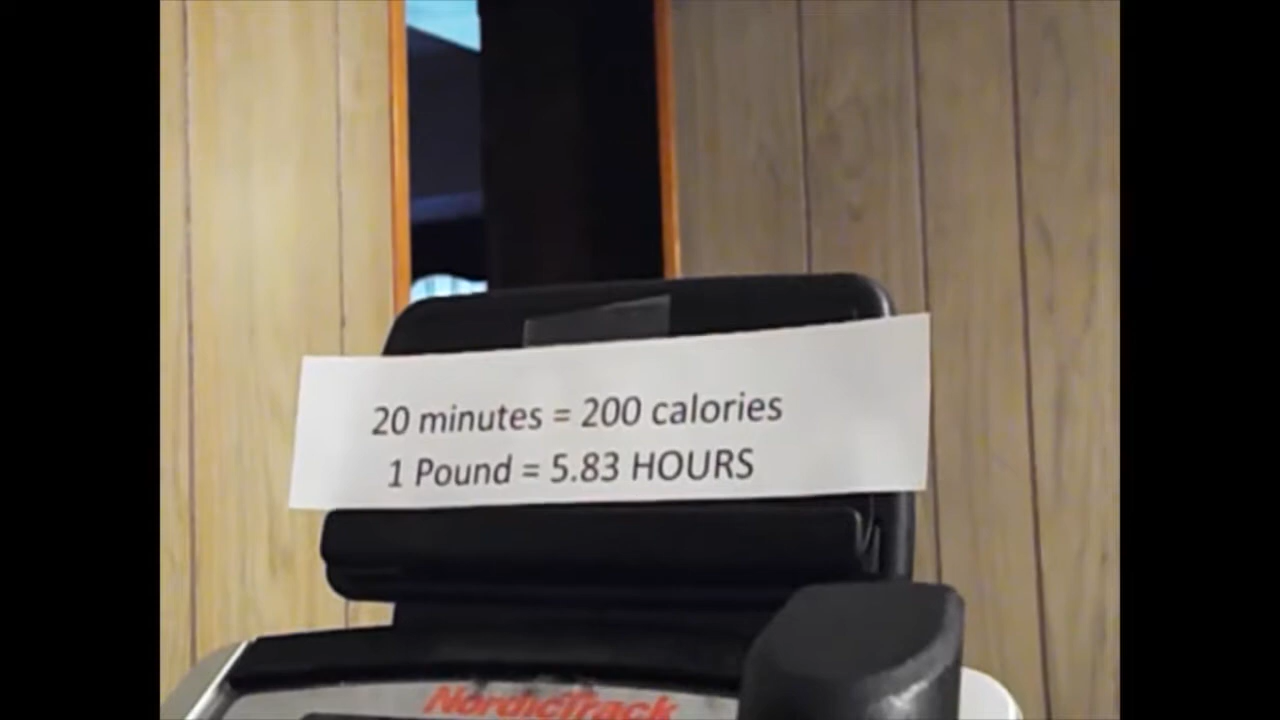 20 minutes = 200 calories
1 Pound = 5.83 HOURS
NordicTrack